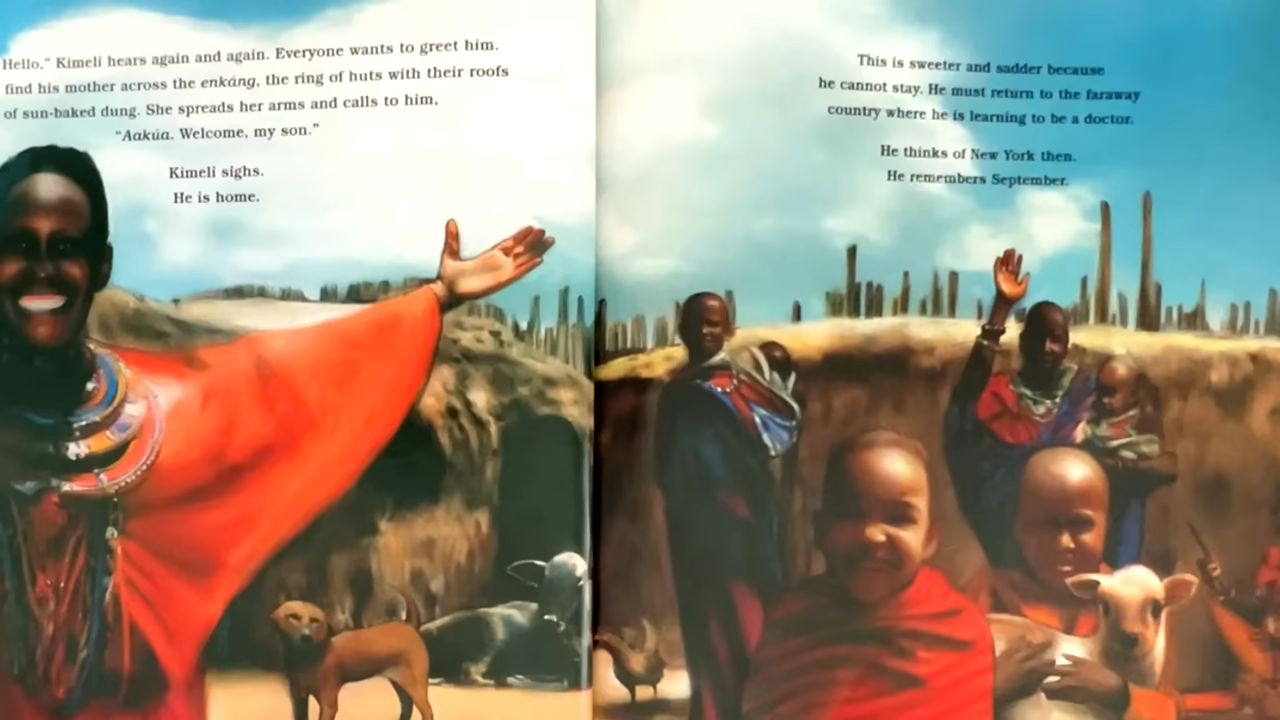 Hello," Kimeli hears again and again. Everyone wants to greet him.
find his mother across the enkáng, the ring of huts with their roofs
of sun-baked dung. She spreads her arms and calls to him,
"Aakúa. Welcome, my son."
Kimeli sighs.
He is home.
This is sweeter and sadder because
he cannot stay. He must return to the faraway
country where he is learning to be a doctor.
He thinks of New York then.
He remembers September.